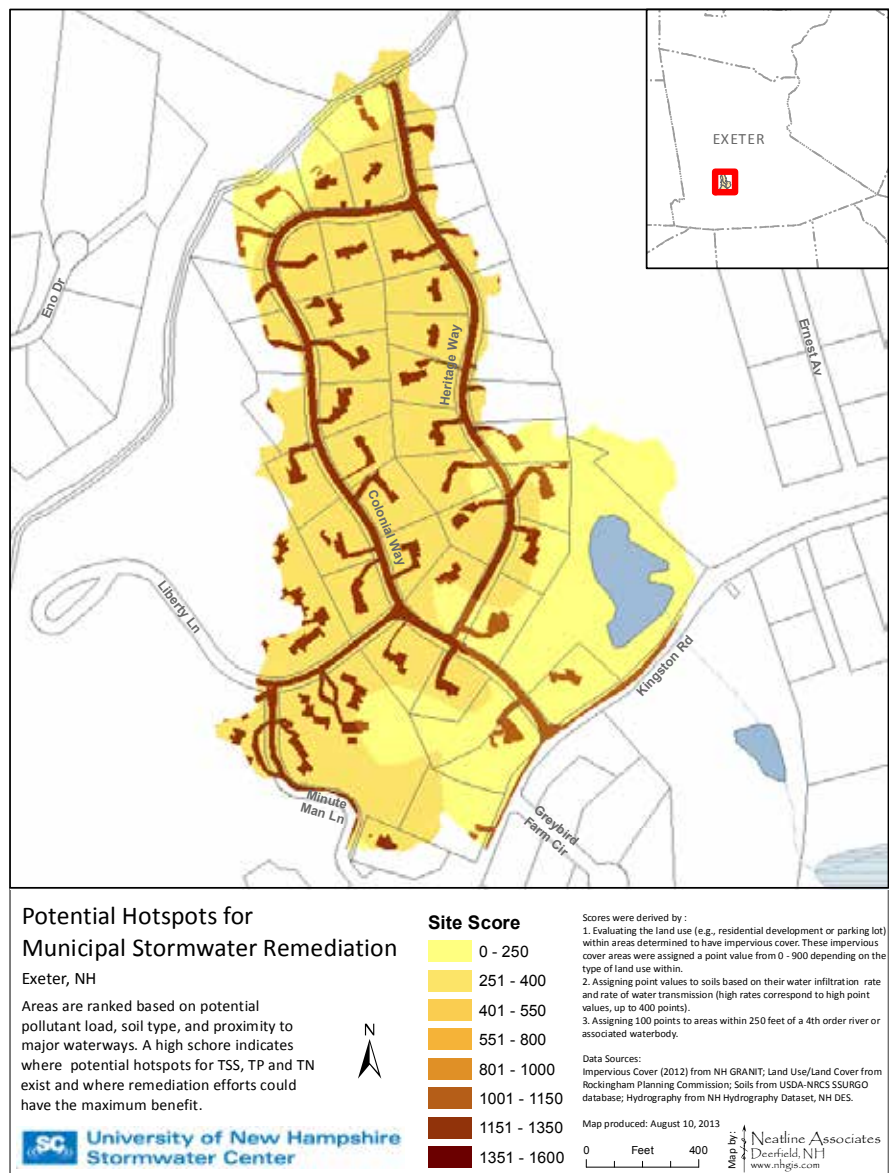 EXETER
Eno Dr
Ernest Av
Heritage Way
Colonial Way
Liberty Ln
Kingston Rd
Minute
Man Ln
Greybird
Farm Cir
Potential Hotspots for
Municipal Stormwater Remediation
Exeter, NH
Areas are ranked based on potential
pollutant load, soil type, and proximity to
major waterways. A high schore indicates
where potential hotspots for TSS, TP and TN
exist and where remediation efforts could
have the maximum benefit.
N
SC
University of New Hampshire
Stormwater Center
Site Score
0 - 250
251 - 400
401 - 550
551 - 800
801 - 1000
1001 - 1150
1151 - 1350
1351 - 1600
Scores were derived by :
1. Evaluating the land use (e.g., residential development or parking lot)
within areas determined to have impervious cover. These impervious
cover areas were assigned a point value from 0 - 900 depending on the
type of land use within.
2. Assigning point values to soils based on their water infiltration rate
and rate of water transmission (high rates correspond to high point
values, up to 400 points).
3. Assigning 100 points to areas within 250 feet of a 4th order river or
associated waterbody.
Data Sources:
Impervious Cover (2012) from NH GRANIT; Land Use/Land Cover from
Rockingham Planning Commission; Soils from USDA-NRCS SSURGO
database; Hydrography from NH Hydrography Dataset, NH DES.
Map produced: August 10, 2013
0 Feet 400
Map by:
Neatline Associates
Deerfield, NH
www.nhgis.com